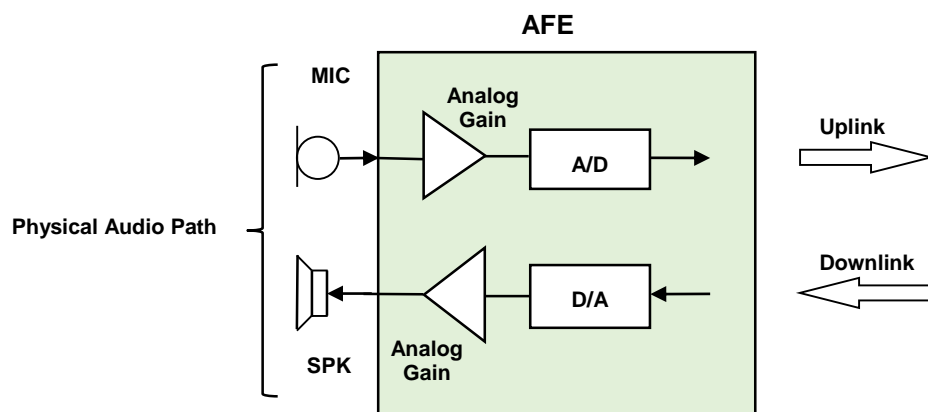 AFE
MIC
Analog
Gain
A/D
Uplink
Physical Audio Path
Downlink
D/A
Analog
Gain
SPK